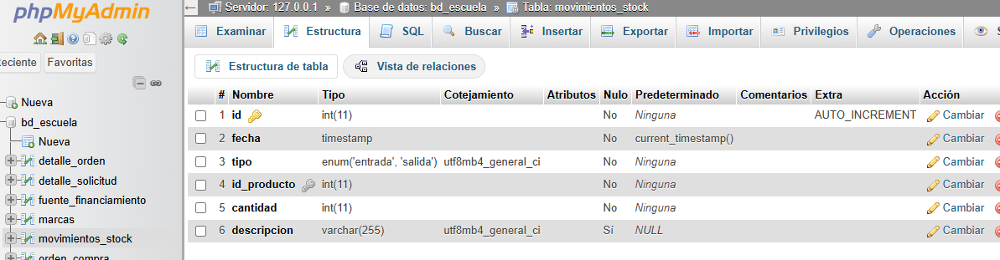 phpMyAdmin
Servidor: 127.0.0.1 » Base de datos: bd_escuela » Tabla: movimientos_stock
Examinar Estructura SQL Buscar Insertar Exportar Importar Privilegios Operaciones
eciente Favoritas
Estructura de tabla Vista de relaciones
Nueva
bd_escuela
Nueva
detalle_orden
detalle_solicitud
fuente_financiamiento
marcas
movimientos_stock
orden_compra
# Nombre Tipo Cotejamiento Atributos Nulo Predeterminado Comentarios Extra Acción
1 id int(11) No Ninguna AUTO_INCREMENT Cambiar
2 fecha timestamp No current_timestamp() Cambiar
3 tipo enum('entrada', 'salida') utf8mb4_general_ci No Ninguna Cambiar
4 id_producto int(11) No Ninguna Cambiar
5 cantidad int(11) No Ninguna Cambiar
6 descripcion varchar(255) utf8mb4_general_ci Sí NULL Cambiar